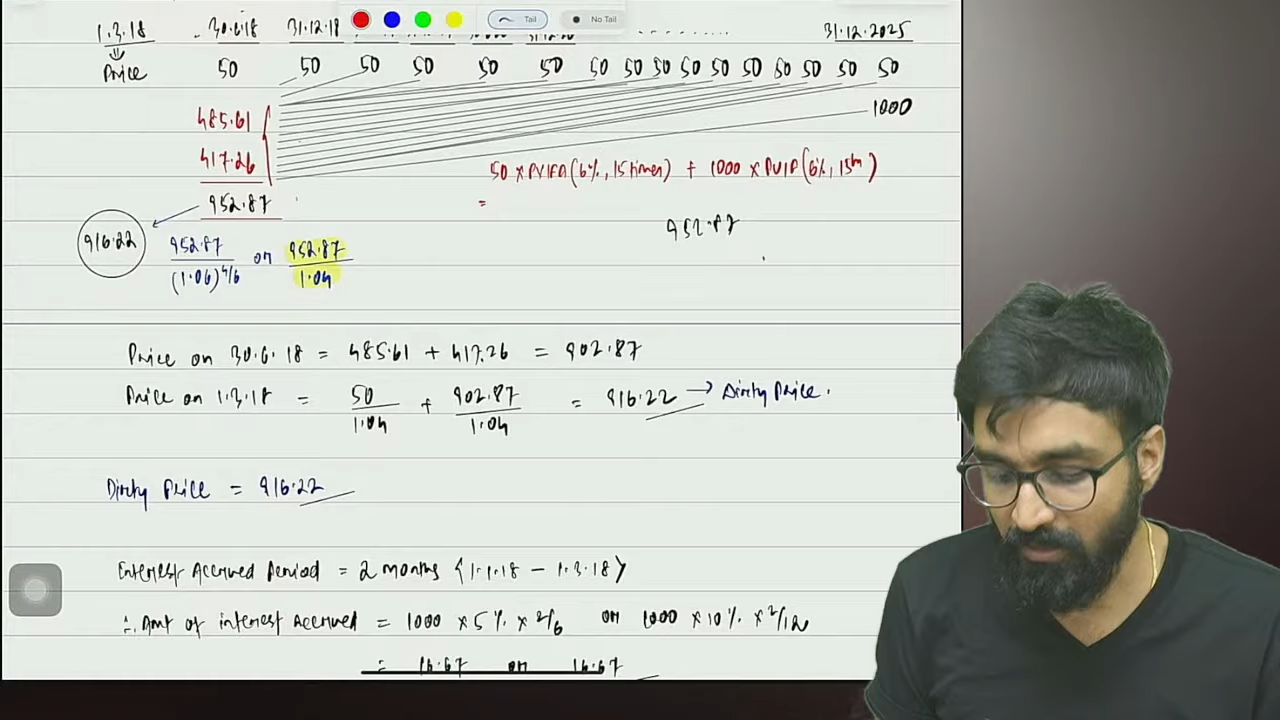 Tail No Tail
1.3.18 30.6.18 31.12.18 31.12.2025
Price 50 50 50 50 50 50 50 50 50 50 50 50 50 50 50 50
485.61 1000
417.26 50 × PVIFA (6%, 15 times) + 1000 × PVIF (6%, 15th)
952.87 =
952.87
916.22 952.87 / (1.06)^4/6 or 952.87 / 1.04
Price on 30.6.18 = 485.61 + 417.26 = 902.87
Price on 1.3.18 = 50 / 1.04 + 902.87 / 1.04 = 916.22 → Dirty Price.
Dirty Price = 916.22
Interest Accrued Period = 2 months {1.1.18 - 1.3.18}
∴ Amt of interest Accrued = 1000 × 5% × 2/6 or 1000 × 10% × 2/12
= 16.67 or 16.67